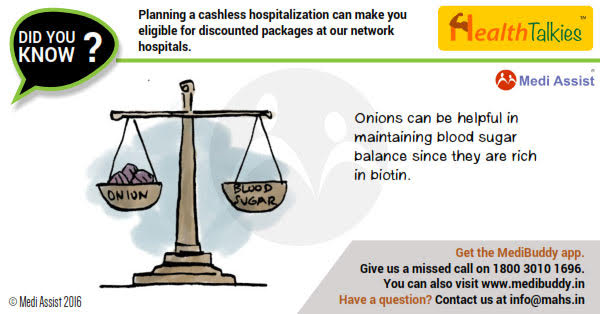 DID YOU
KNOW ?
Planning a cashless hospitalization can make you
eligible for discounted packages at our network
hospitals.
HealthTalkies™
Medi Assist®
Onions can be helpful in
maintaining blood sugar
balance since they are rich
in biotin.
ONION
BLOOD
SUGAR
Get the MediBuddy app.
Give us a missed call on 1800 3010 1696.
You can also visit www.medibuddy.in
Have a question? Contact us at info@mahs.in
© Medi Assist 2016